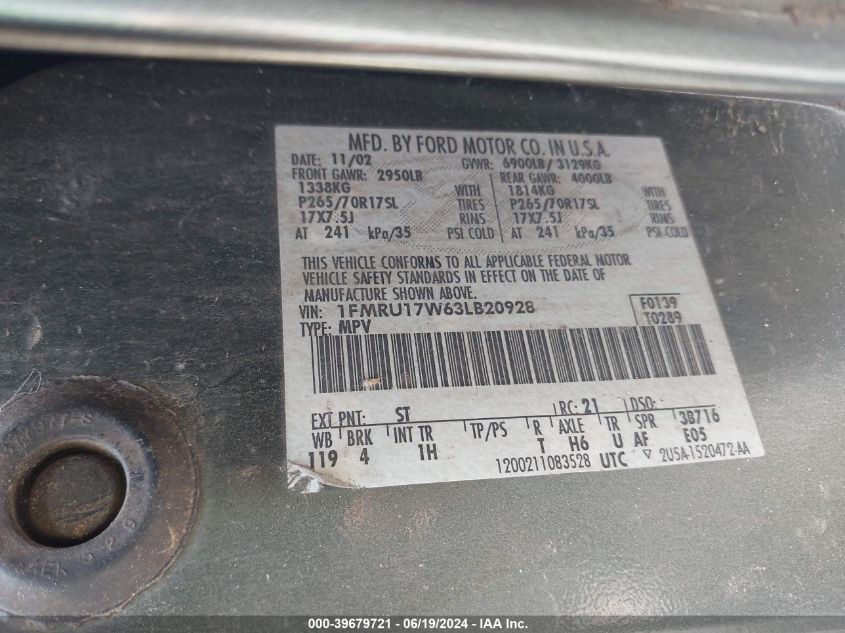 MFD. BY FORD MOTOR CO. IN U.S.A.
DATE: 11/02 GVWR: 6900LB/3129KG
FRONT GAWR: 2950LB REAR GAWR: 4000LB
1338KG WITH 1814KG WITH
P265/70R17SL TIRES P265/70R17SL TIRES
17X7.5J RINS 17X7.5J RINS
AT 241 kPa/35 PSI COLD AT 241 kPa/35 PSI COLD
THIS VEHICLE CONFORMS TO ALL APPLICABLE FEDERAL MOTOR
VEHICLE SAFETY STANDARDS IN EFFECT ON THE DATE OF
MANUFACTURE SHOWN ABOVE.
VIN: 1FMRU17W63LB20928 F0139
TYPE: MPV T0289
EXT PNT: ST RC: 21 DSO:
WB BRK INT TR TP/PS R AXLE TR SPR 38716
119 4 1H T H6 U AF E05
1200211083528 UTC ▽ 2U5A-1520472-AA
000-39679721 - 06/19/2024 - IAA Inc.